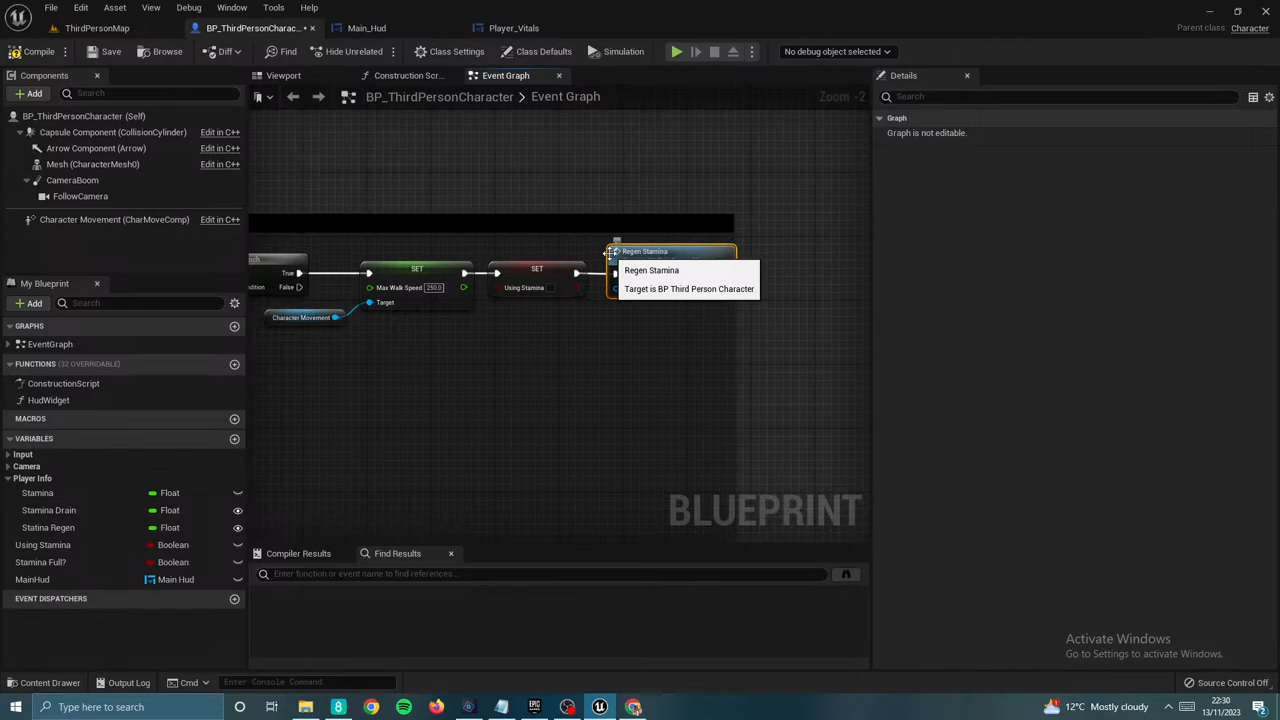 File Edit Asset View Debug Window Tools Help
ThirdPersonMap BP_ThirdPersonCharac... Main_Hud Player_Vitals
Parent class: Character
Compile Save Browse Diff Find Hide Unrelated Class Settings Class Defaults Simulation No debug object selected
Components Viewport Construction Scr... Event Graph Details
Add Search BP_ThirdPersonCharacter > Event Graph Zoom -2 Search
BP_ThirdPersonCharacter (Self) Graph
Capsule Component (CollisionCylinder) Edit in C++ Graph is not editable.
Arrow Component (Arrow) Edit in C++
Mesh (CharacterMesh0) Edit in C++
CameraBoom
FollowCamera
Character Movement (CharMoveComp) Edit in C++
Regen Stamina
SET SET
True Regen Stamina
False Max Walk Speed 250.0 Using Stamina Target is BP Third Person Character
Target
Character Movement
My Blueprint
Add Search
GRAPHS
EventGraph
FUNCTIONS (32 OVERRIDABLE)
ConstructionScript
HudWidget
MACROS
VARIABLES
Input
Camera
Player Info
Stamina Float
Stamina Drain Float
Statina Regen Float
Using Stamina Boolean
Stamina Full? Boolean
MainHud Main Hud
EVENT DISPATCHERS
BLUEPRINT
Compiler Results Find Results
Enter function or event name to find references...
Activate Windows
Go to Settings to activate Windows.
Content Drawer Output Log Cmd Enter Console Command Source Control Off
Type here to search 12°C Mostly cloudy 22:30
13/11/2023